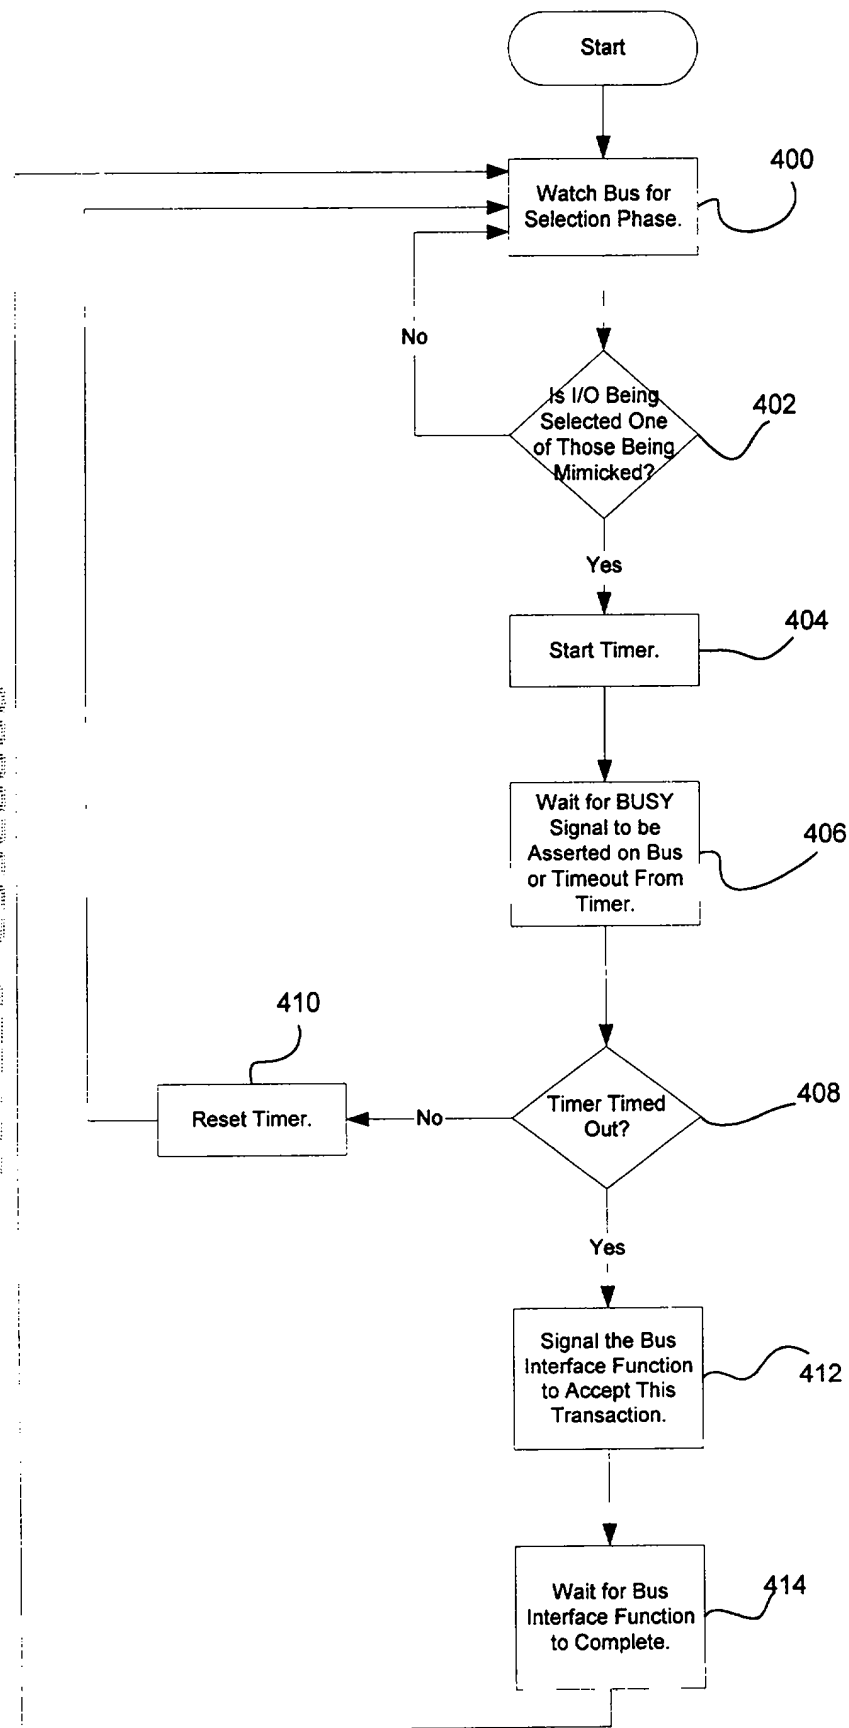 Start
400
Watch Bus for
Selection Phase.
No
402
Is I/O Being
Selected One
of Those Being
Mimicked?
Yes
404
Start Timer.
406
Wait for BUSY
Signal to be
Asserted on Bus
or Timeout From
Timer.
410
Reset Timer.
No
408
Timer Timed
Out?
Yes
412
Signal the Bus
Interface Function
to Accept This
Transaction.
414
Wait for Bus
Interface Function
to Complete.